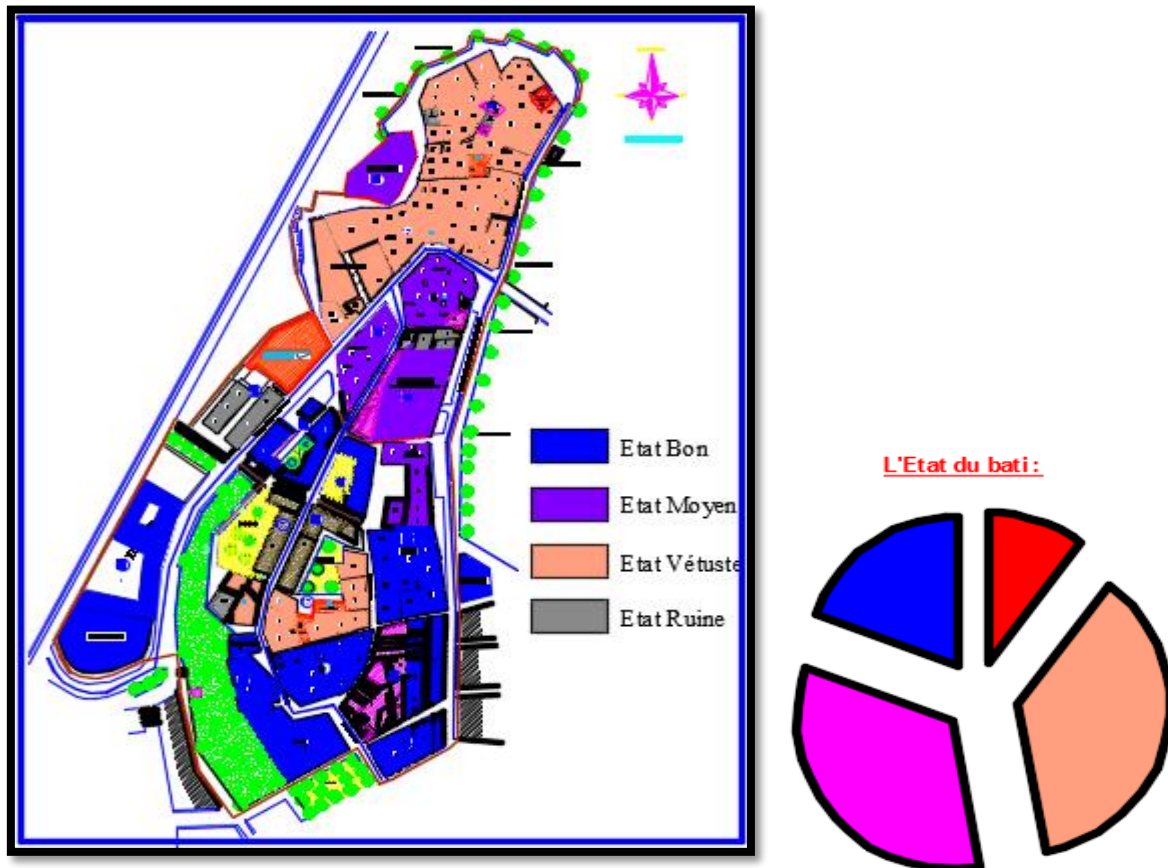 Etat Bon
Etat Moyen
Etat Vétuste
Etat Ruine
L'Etat du bati :